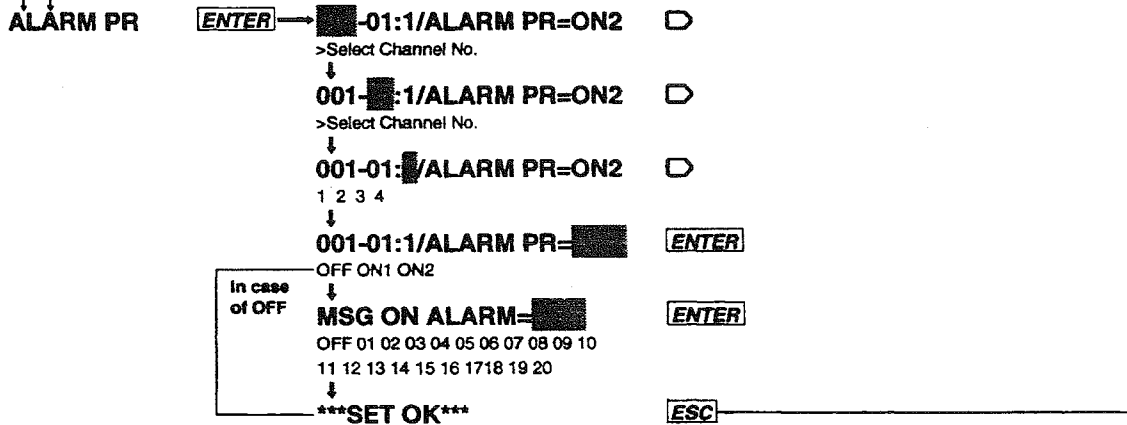 ALARM PR ENTER -01:1/ALARM PR=ON2
>Select Channel No.
001- :1/ALARM PR=ON2
>Select Channel No.
001-01: /ALARM PR=ON2
1 2 3 4
001-01:1/ALARM PR= ENTER
OFF ON1 ON2
In case
of OFF
MSG ON ALARM= ENTER
OFF 01 02 03 04 05 06 07 08 09 10
11 12 13 14 15 16 1718 19 20
***SET OK*** ESC